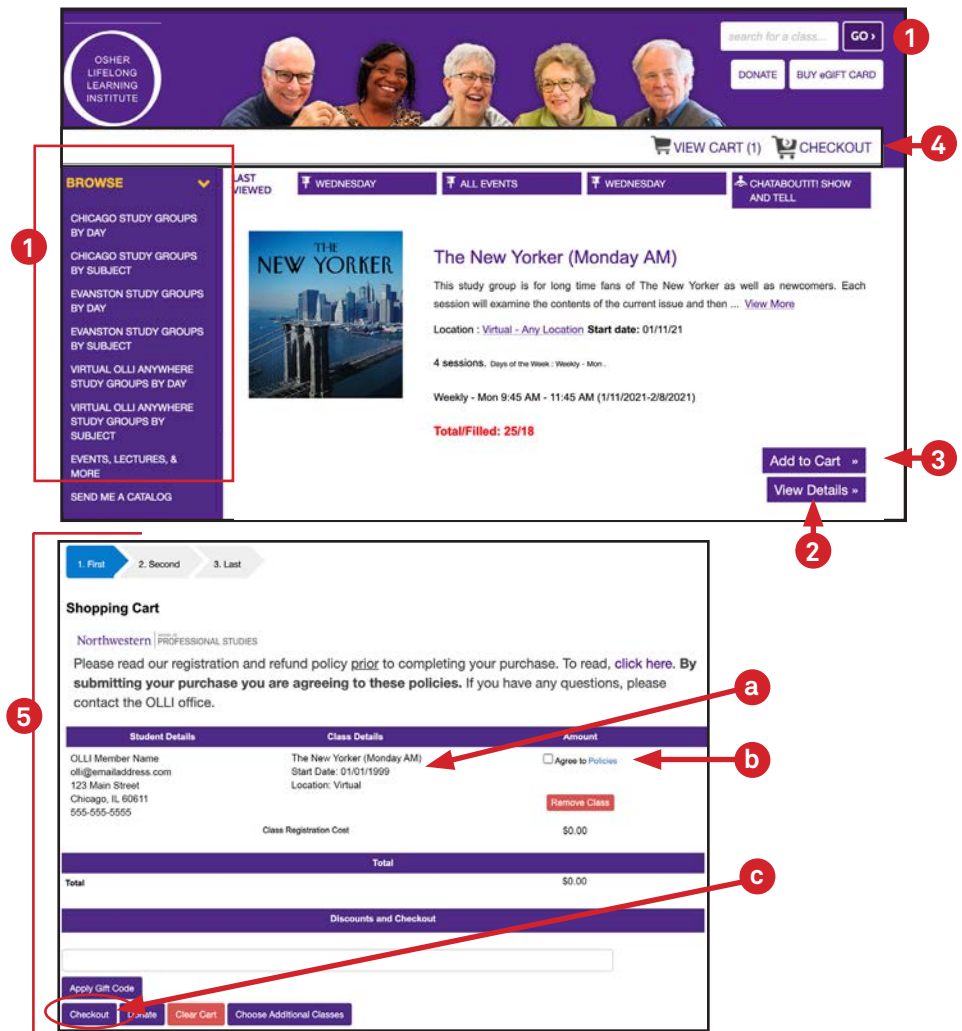 OSHER
LIFELONG
LEARNING
INSTITUTE
search for a class...
GO ›
1
DONATE
BUY eGIFT CARD
VIEW CART (1)
CHECKOUT
4
1
BROWSE
CHICAGO STUDY GROUPS
BY DAY
CHICAGO STUDY GROUPS
BY SUBJECT
EVANSTON STUDY GROUPS
BY DAY
EVANSTON STUDY GROUPS
BY SUBJECT
VIRTUAL OLLI ANYWHERE
STUDY GROUPS BY DAY
VIRTUAL OLLI ANYWHERE
STUDY GROUPS BY
SUBJECT
EVENTS, LECTURES, &
MORE
SEND ME A CATALOG
LAST
VIEWED
WEDNESDAY
ALL EVENTS
WEDNESDAY
CHATABOUTIT! SHOW
AND TELL
THE
NEW YORKER
The New Yorker (Monday AM)
This study group is for long time fans of The New Yorker as well as newcomers. Each
session will examine the contents of the current issue and then ... View More
Location : Virtual - Any Location Start date: 01/11/21
4 sessions. Days of the Week : Weekly - Mon .
Weekly - Mon 9:45 AM - 11:45 AM (1/11/2021-2/8/2021)
Total/Filled: 25/18
Add to Cart »
3
View Details »
2
5
1. First
2. Second
3. Last
Shopping Cart
Northwestern | SCHOOL OF PROFESSIONAL STUDIES
Please read our registration and refund policy prior to completing your purchase. To read, click here. By
submitting your purchase you are agreeing to these policies. If you have any questions, please
contact the OLLI office.
a
Student Details
Class Details
Amount
OLLI Member Name
olli@emailaddress.com
123 Main Street
Chicago, IL 60611
555-555-5555
The New Yorker (Monday AM)
Start Date: 01/01/1999
Location: Virtual
Agree to Policies
b
Remove Class
Class Registration Cost
$0.00
Total
Total
$0.00
c
Discounts and Checkout
Apply Gift Code
Checkout
Donate
Clear Cart
Choose Additional Classes